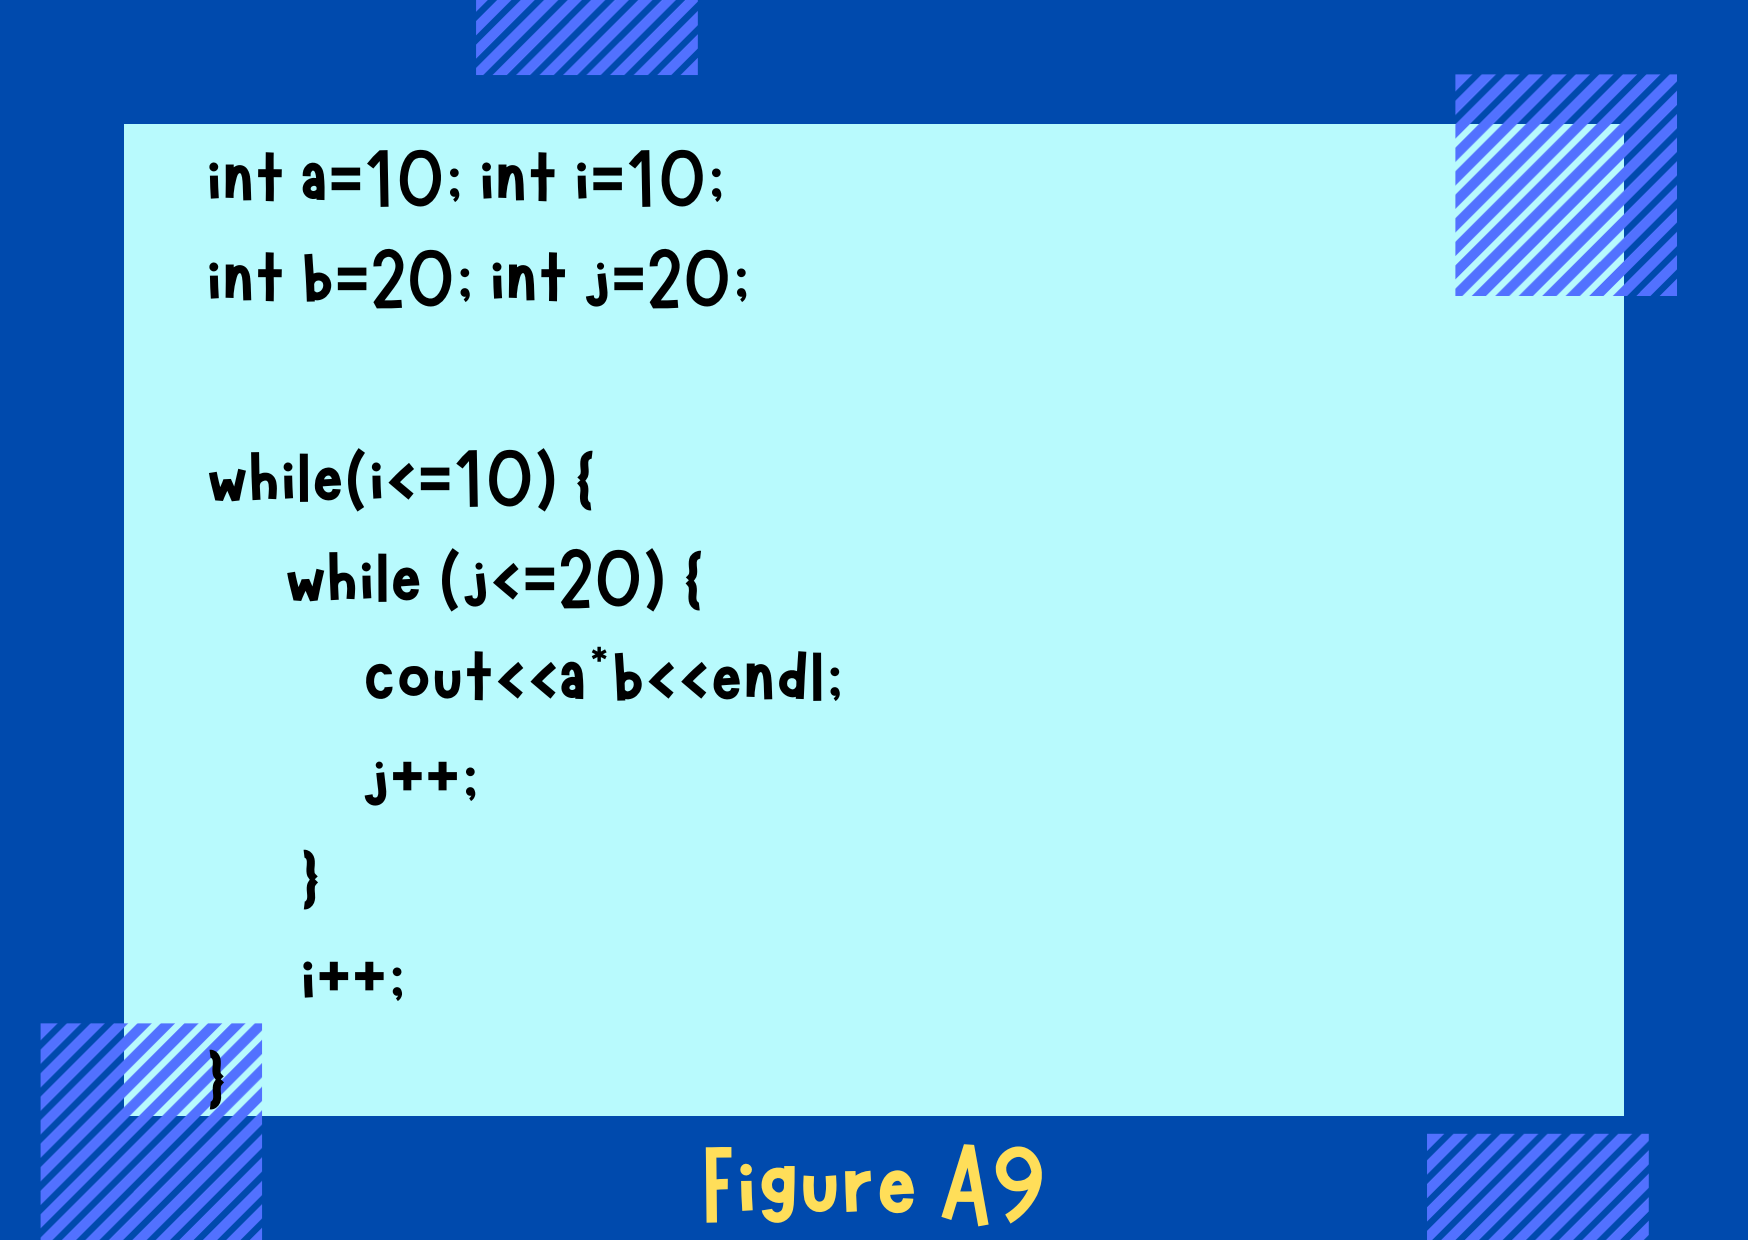 int a=10; int i=10;
int b=20; int j=20;
while(i<=10) {
while (j<=20) {
cout<<a*b<<endl;
j++;
}
i++;
}
Figure A9